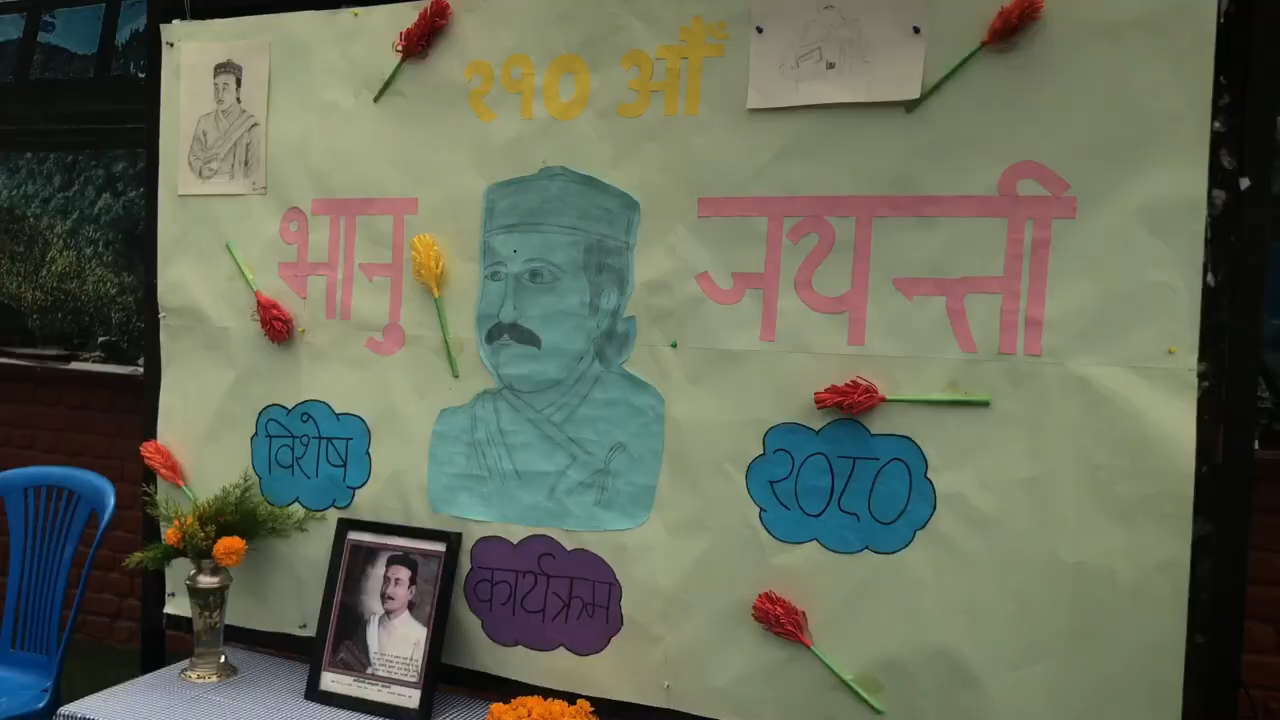 २१० औँ
भानु जयन्ती
विशेष
२०८०
कार्यक्रम